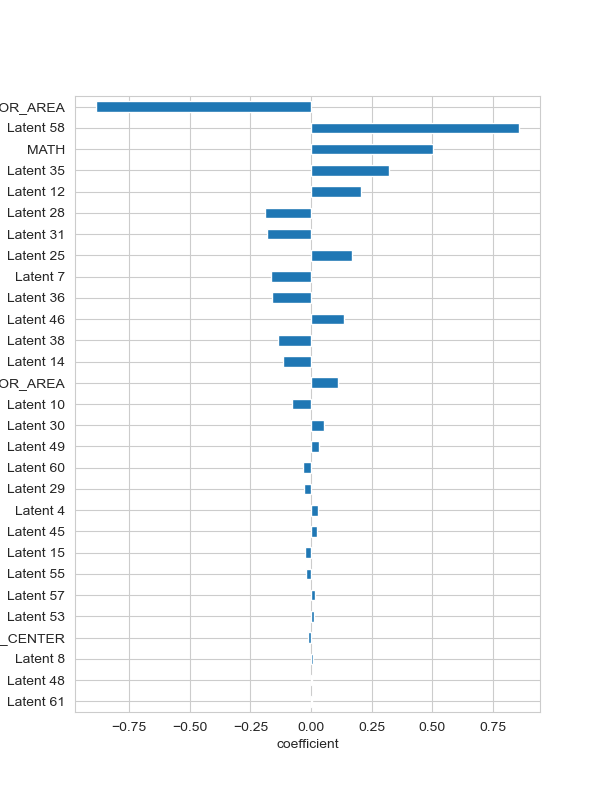 OR_AREA
Latent 58
MATH
Latent 35
Latent 12
Latent 28
Latent 31
Latent 25
Latent 7
Latent 36
Latent 46
Latent 38
Latent 14
OR_AREA
Latent 10
Latent 30
Latent 49
Latent 60
Latent 29
Latent 4
Latent 45
Latent 15
Latent 55
Latent 57
Latent 53
_CENTER
Latent 8
Latent 48
Latent 61
−0.75 −0.50 −0.25 0.00 0.25 0.50 0.75
coefficient